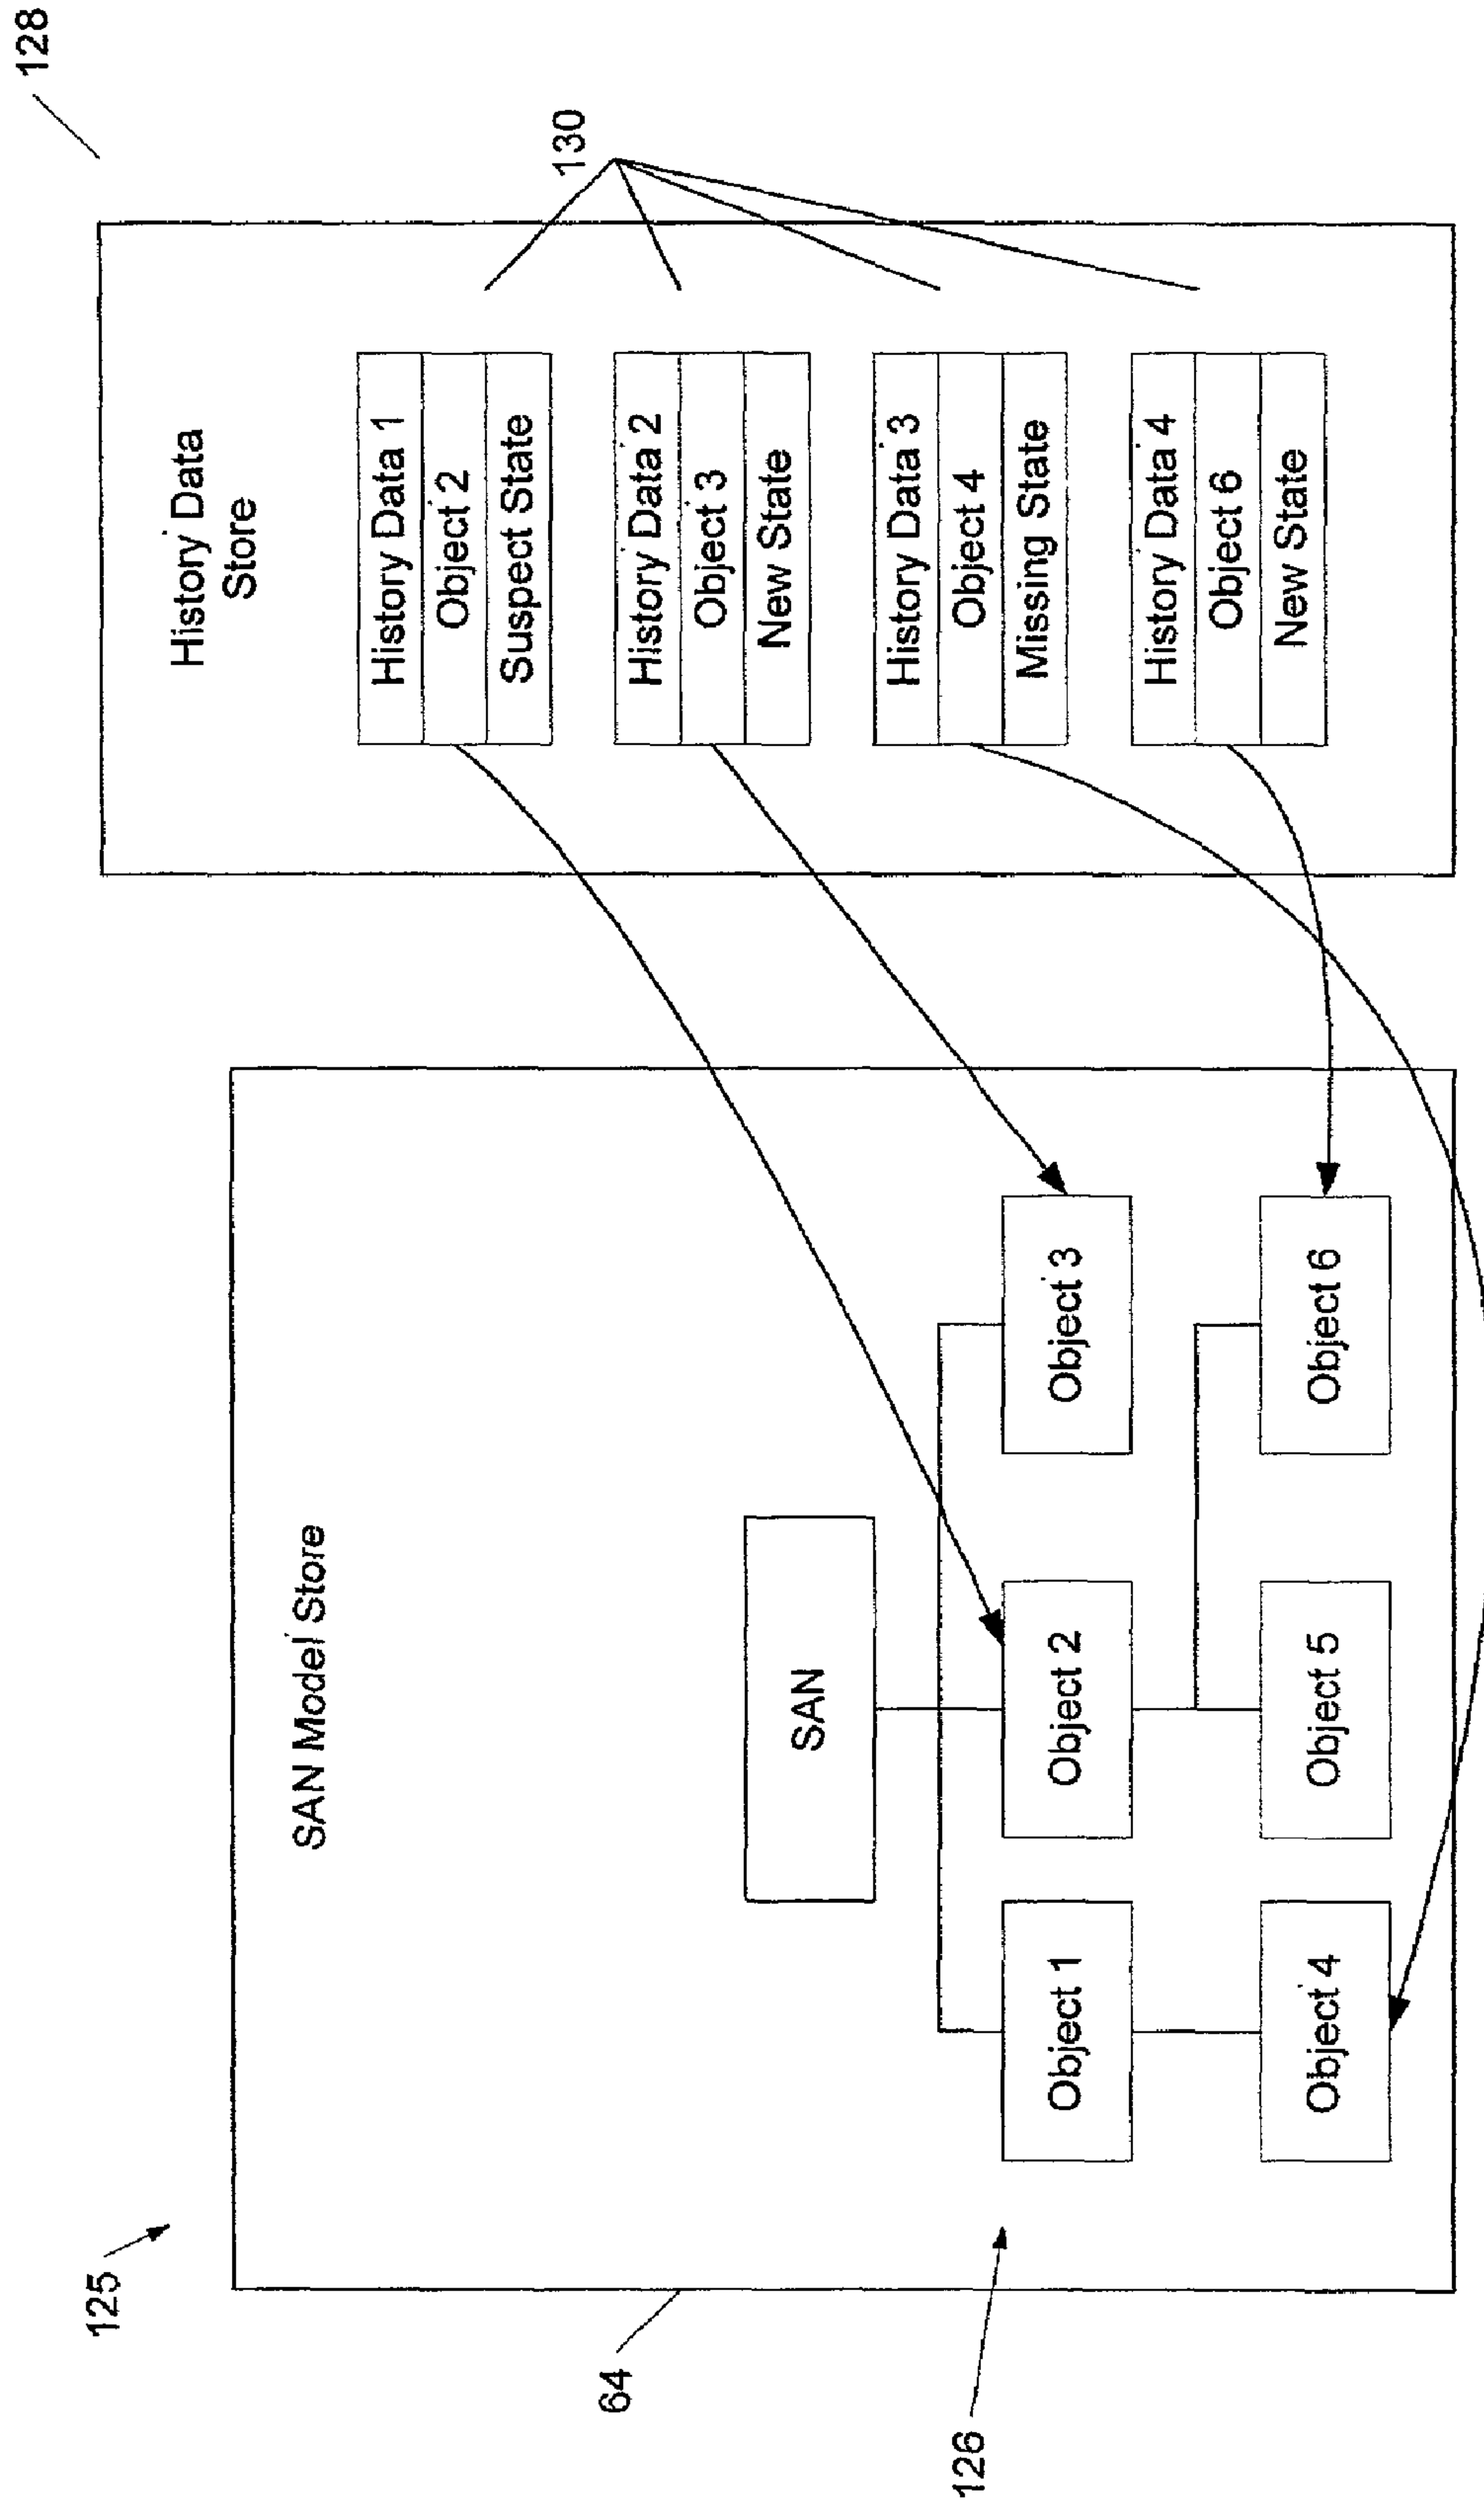 125
128
SAN Model Store
64
126
SAN
Object 1
Object 2
Object 3
Object 4
Object 5
Object 6
History Data
Store
130
History Data 1
Object 2
Suspect State
History Data 2
Object 3
New State
History Data 3
Object 4
Missing State
History Data 4
Object 6
New State